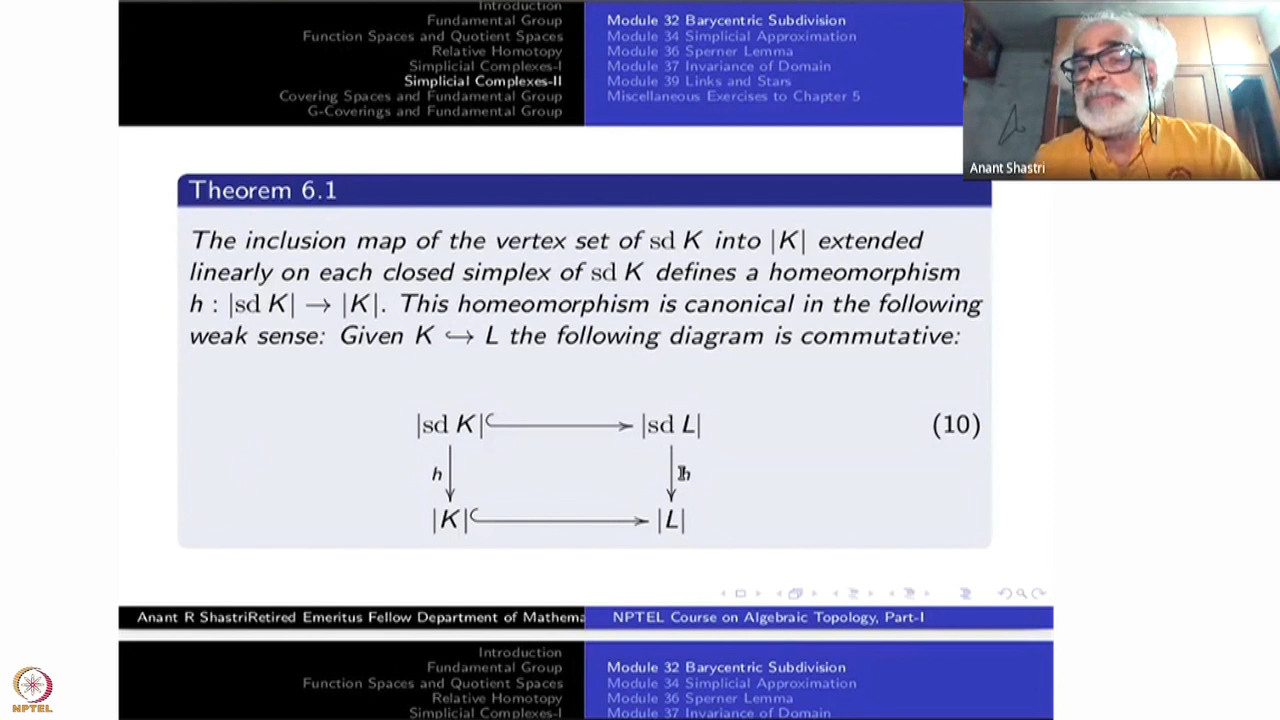 Introduction
Fundamental Group
Function Spaces and Quotient Spaces
Relative Homotopy
Simplicial Complexes-I
Simplicial Complexes-II
Covering Spaces and Fundamental Group
G-Coverings and Fundamental Group
Module 32 Barycentric Subdivision
Module 34 Simplicial Approximation
Module 36 Sperner Lemma
Module 37 Invariance of Domain
Module 39 Links and Stars
Miscellaneous Exercises to Chapter 5
Anant Shastri
Theorem 6.1
The inclusion map of the vertex set of sd K into |K| extended
linearly on each closed simplex of sd K defines a homeomorphism
h : |sd K| → |K|. This homeomorphism is canonical in the following
weak sense: Given K ↪ L the following diagram is commutative:
|sd K| |sd L| (10)
h h
|K| |L|
Anant R ShastriRetired Emeritus Fellow Department of Mathema
NPTEL Course on Algebraic Topology, Part-I
Introduction
Fundamental Group
Function Spaces and Quotient Spaces
Relative Homotopy
Simplicial Complexes-I
Module 32 Barycentric Subdivision
Module 34 Simplicial Approximation
Module 36 Sperner Lemma
Module 37 Invariance of Domain
NPTEL